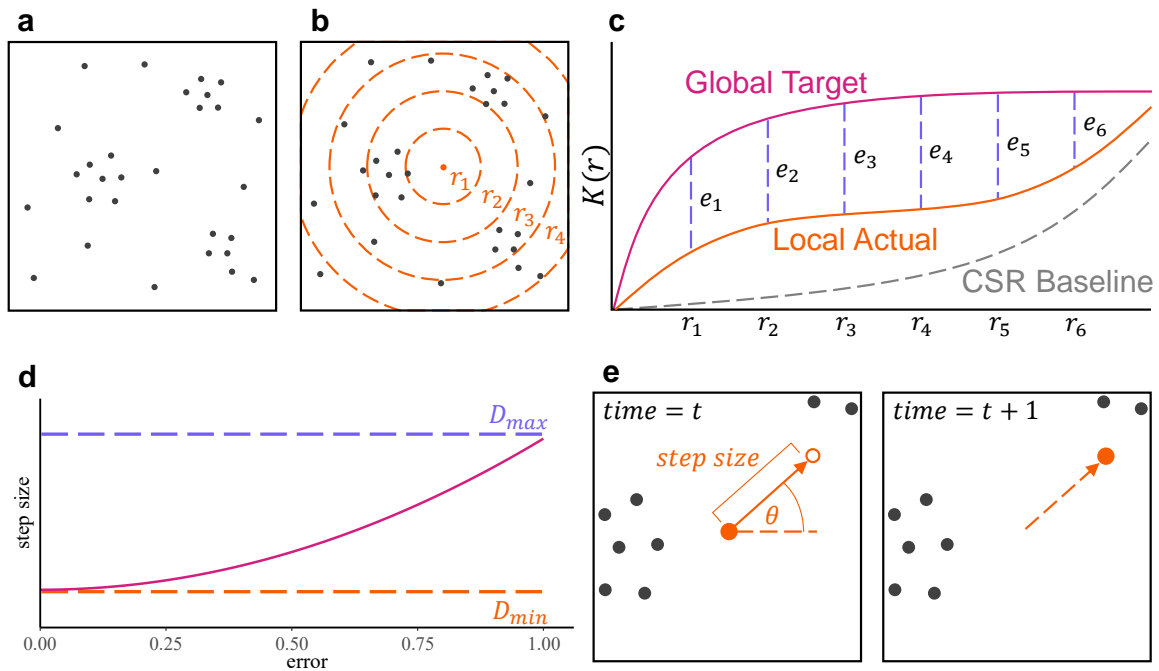 a
b
r₁
r₂
r₃
r₄
c
K(r)
Global Target
e₁
e₂
e₃
e₄
e₅
e₆
Local Actual
CSR Baseline
r₁ r₂ r₃ r₄ r₅ r₆
d
step size
D_max
D_min
0.00 0.25 0.50 0.75 1.00
error
e
time = t
step size
θ
time = t + 1